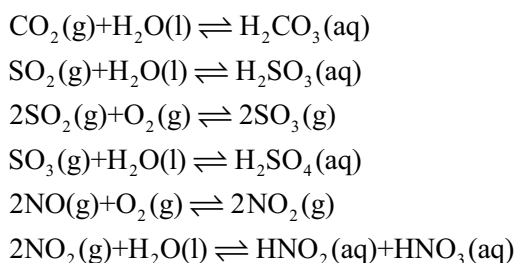 CO₂(g)+H₂O(l) ⇌ H₂CO₃(aq)
SO₂(g)+H₂O(l) ⇌ H₂SO₃(aq)
2SO₂(g)+O₂(g) ⇌ 2SO₃(g)
SO₃(g)+H₂O(l) ⇌ H₂SO₄(aq)
2NO(g)+O₂(g) ⇌ 2NO₂(g)
2NO₂(g)+H₂O(l) ⇌ HNO₂(aq)+HNO₃(aq)